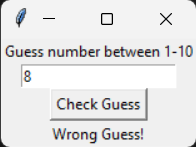 Guess number between 1-10
8
Check Guess
Wrong Guess!